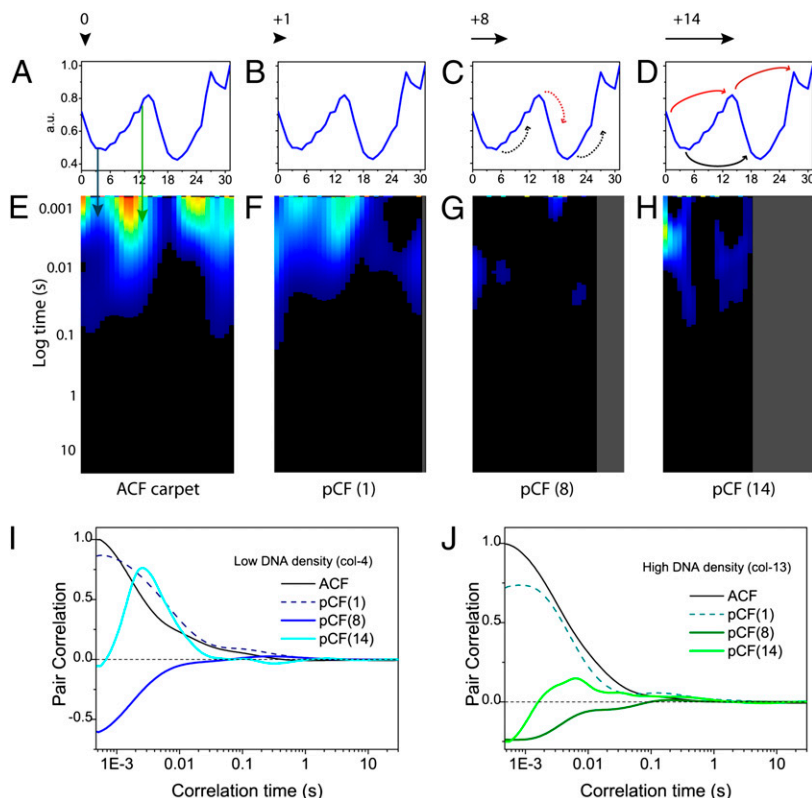 0
+1
+8
+14
A
B
C
D
1.0
0.8
0.6
0.4
a.u.
0 6 12 18 24 30
0 6 12 18 24 30
0 6 12 18 24 30
0 6 12 18 24 30
E
F
G
H
0.001
0.01
0.1
1
10
Log time (s)
ACF carpet
pCF (1)
pCF (8)
pCF (14)
I
Low DNA density (col-4)
ACF
pCF(1)
pCF(8)
pCF(14)
1.0
0.5
0.0
-0.5
Pair Correlation
1E-3 0.01 0.1 1 10
Correlation time (s)
J
High DNA density (col-13)
ACF
pCF(1)
pCF(8)
pCF(14)
1.0
0.5
0.0
Pair Correlation
1E-3 0.01 0.1 1 10
Correlation time (s)